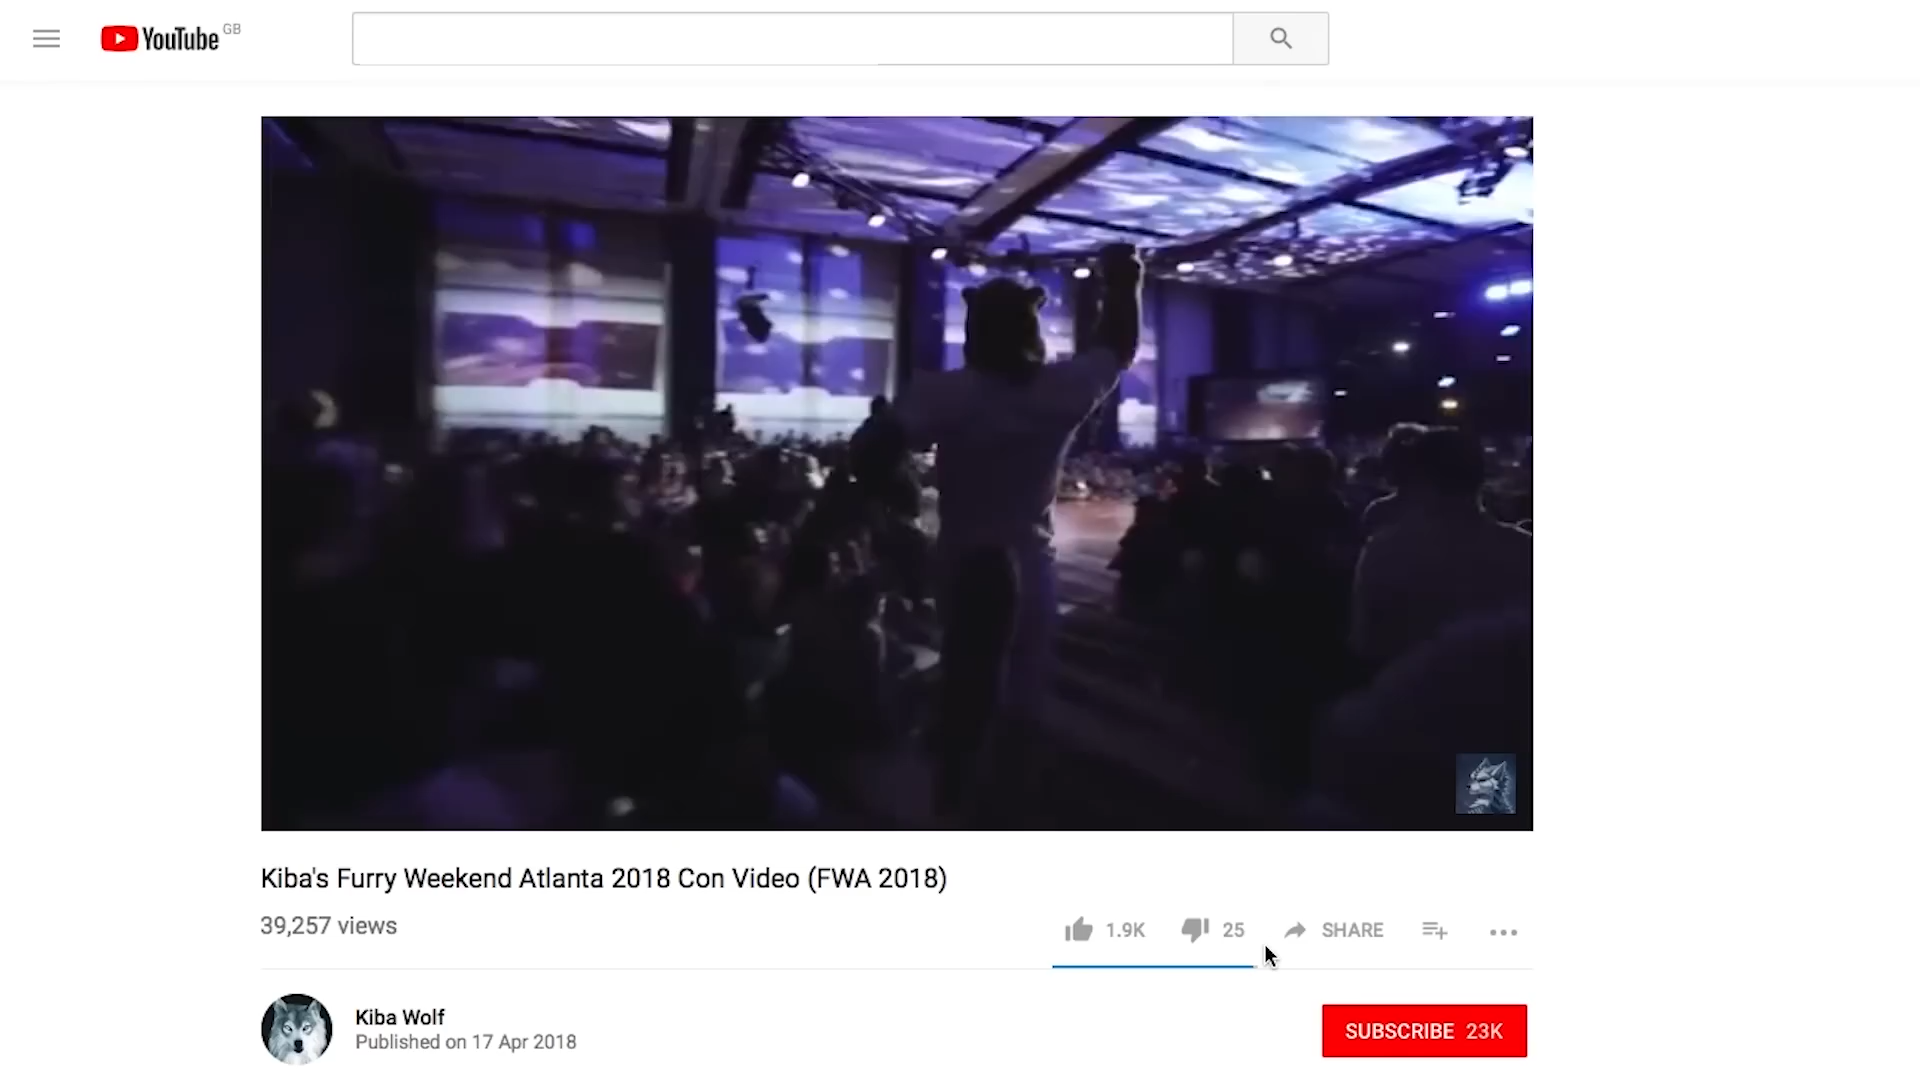 YouTube GB
Kiba's Furry Weekend Atlanta 2018 Con Video (FWA 2018)
39,257 views
1.9K 25 SHARE
Kiba Wolf
Published on 17 Apr 2018
SUBSCRIBE 23K